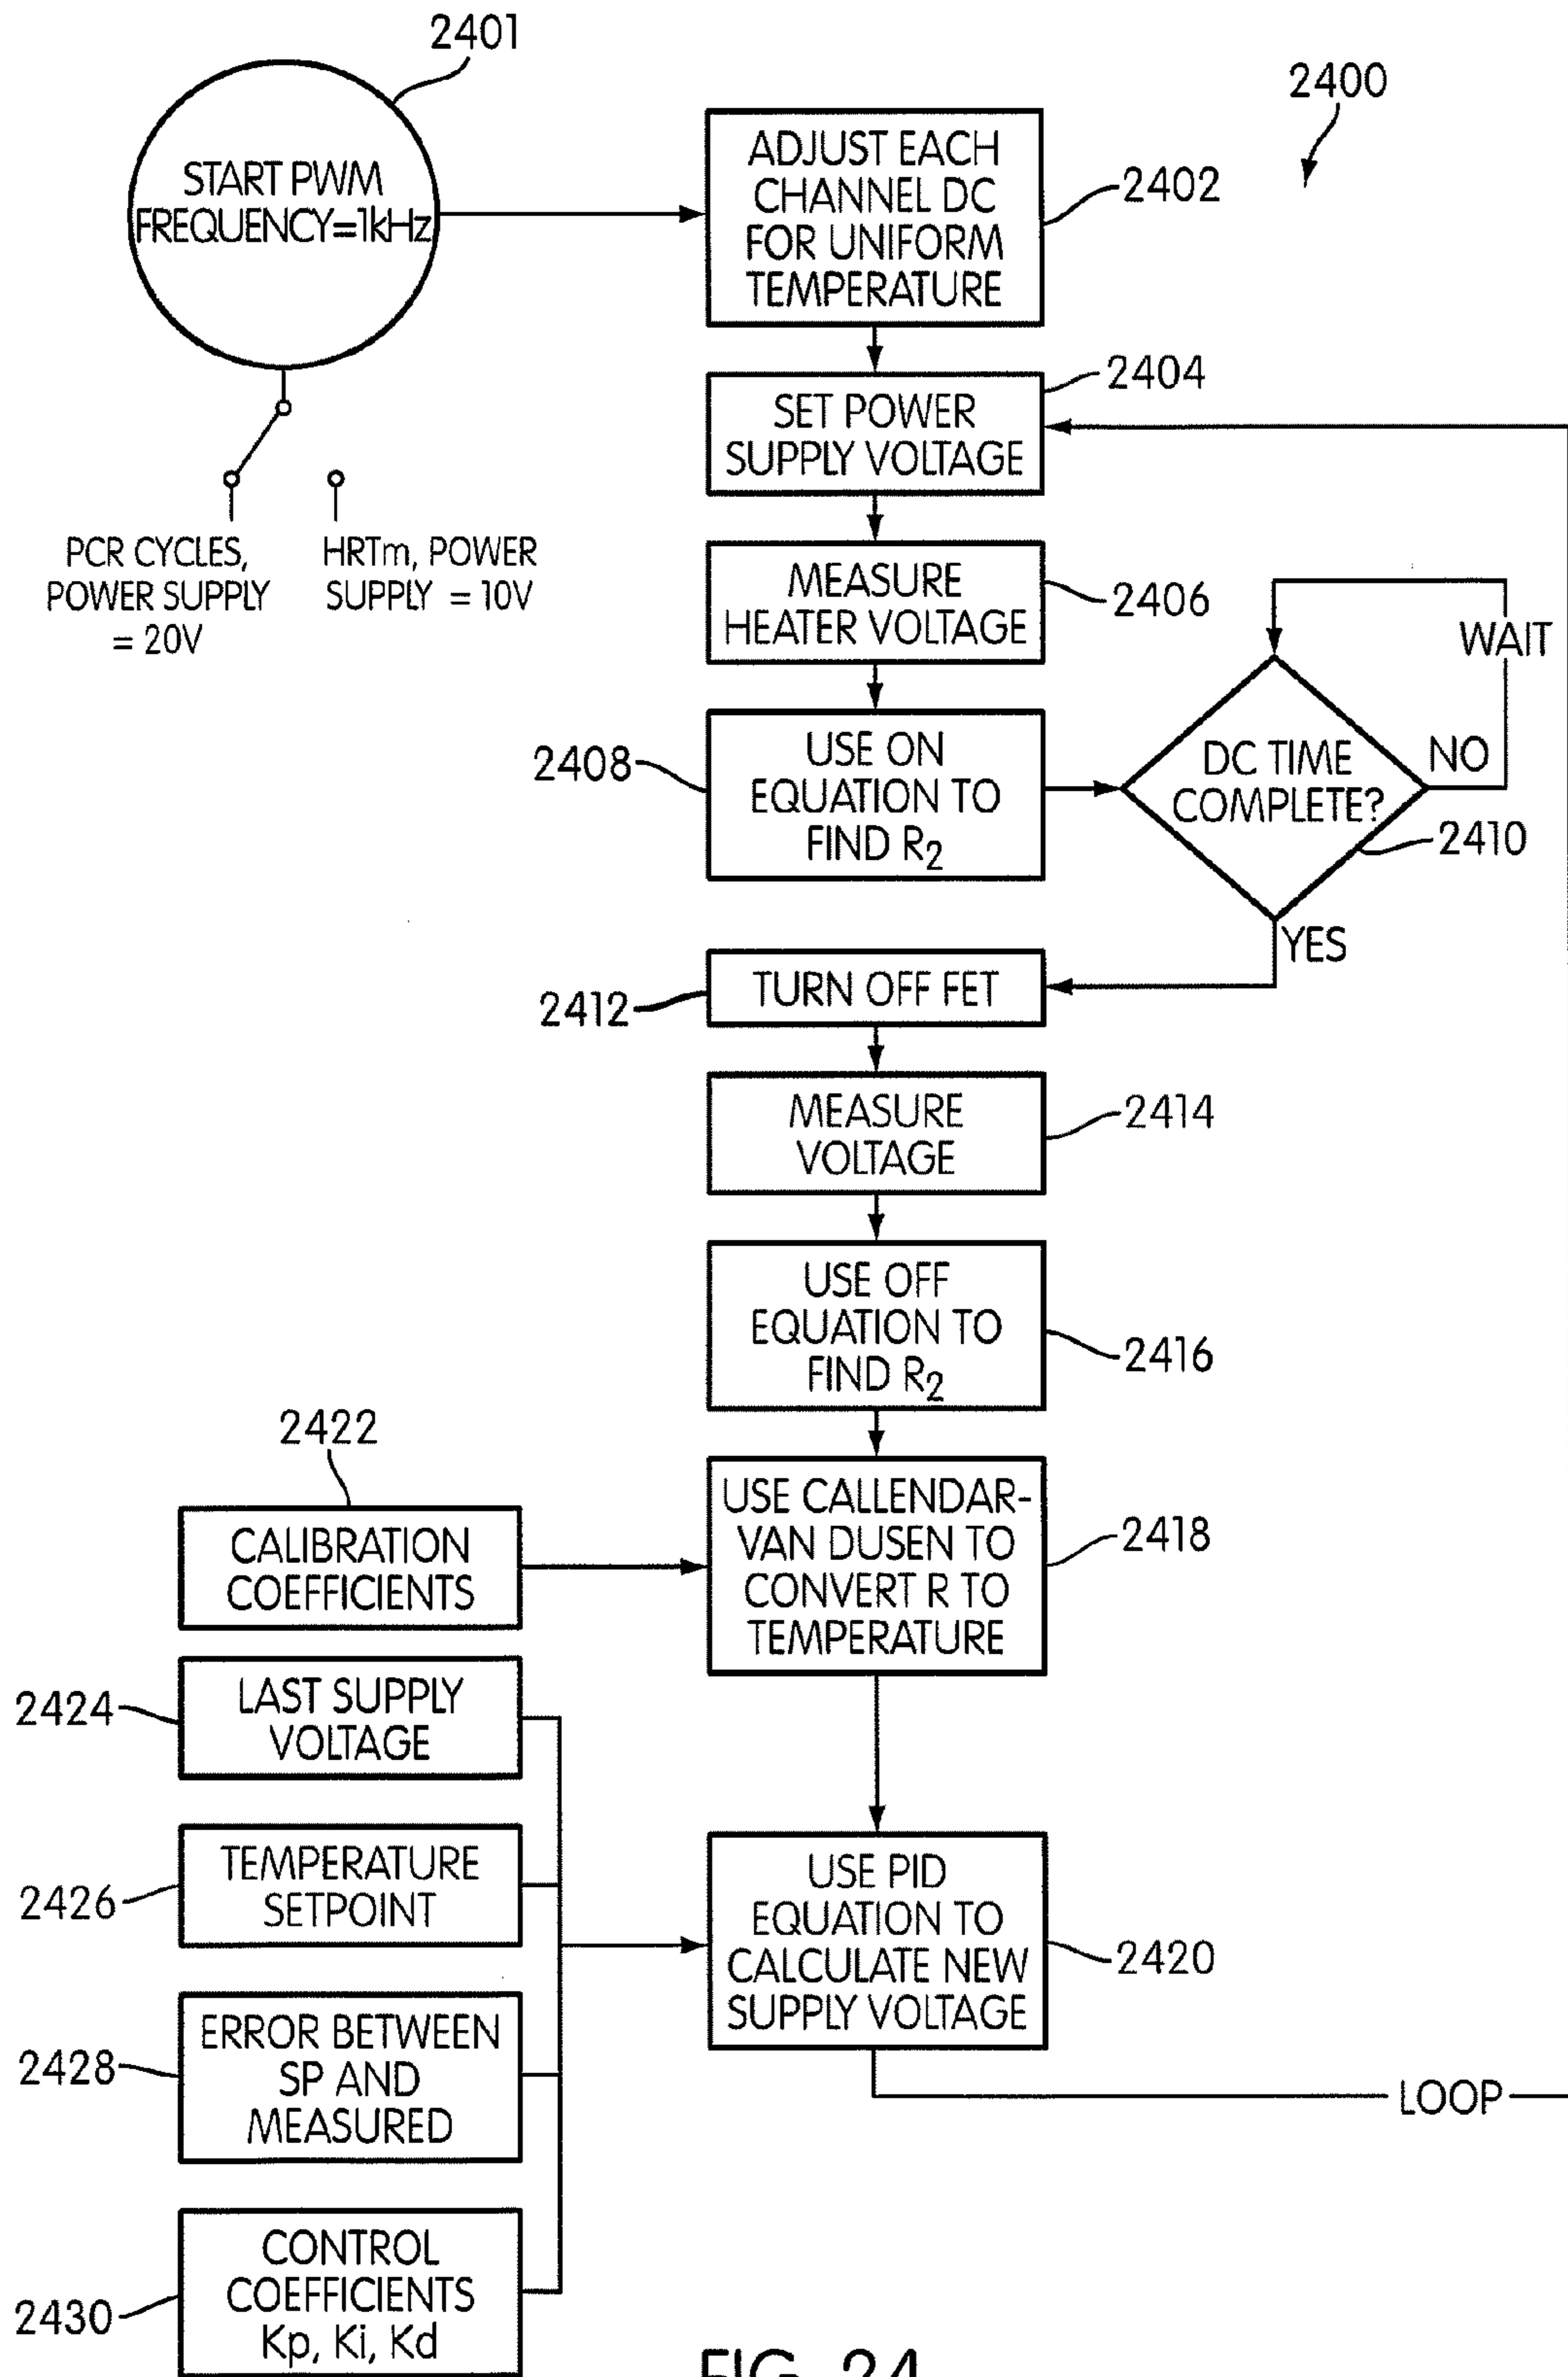 2401
START PWM
FREQUENCY=1kHz
2400
ADJUST EACH
CHANNEL DC
FOR UNIFORM
TEMPERATURE
2402
SET POWER
SUPPLY VOLTAGE
2404
PCR CYCLES,
POWER SUPPLY
= 20V
HRTm, POWER
SUPPLY = 10V
MEASURE
HEATER VOLTAGE
2406
WAIT
2408
USE ON
EQUATION TO
FIND R2
DC TIME
COMPLETE?
NO
2410
YES
2412
TURN OFF FET
MEASURE
VOLTAGE
2414
USE OFF
EQUATION TO
FIND R2
2416
2422
CALIBRATION
COEFFICIENTS
USE CALLENDAR-
VAN DUSEN TO
CONVERT R TO
TEMPERATURE
2418
2424
LAST SUPPLY
VOLTAGE
2426
TEMPERATURE
SETPOINT
USE PID
EQUATION TO
CALCULATE NEW
SUPPLY VOLTAGE
2420
2428
ERROR BETWEEN
SP AND
MEASURED
LOOP
2430
CONTROL
COEFFICIENTS
Kp, Ki, Kd
FIG. 24